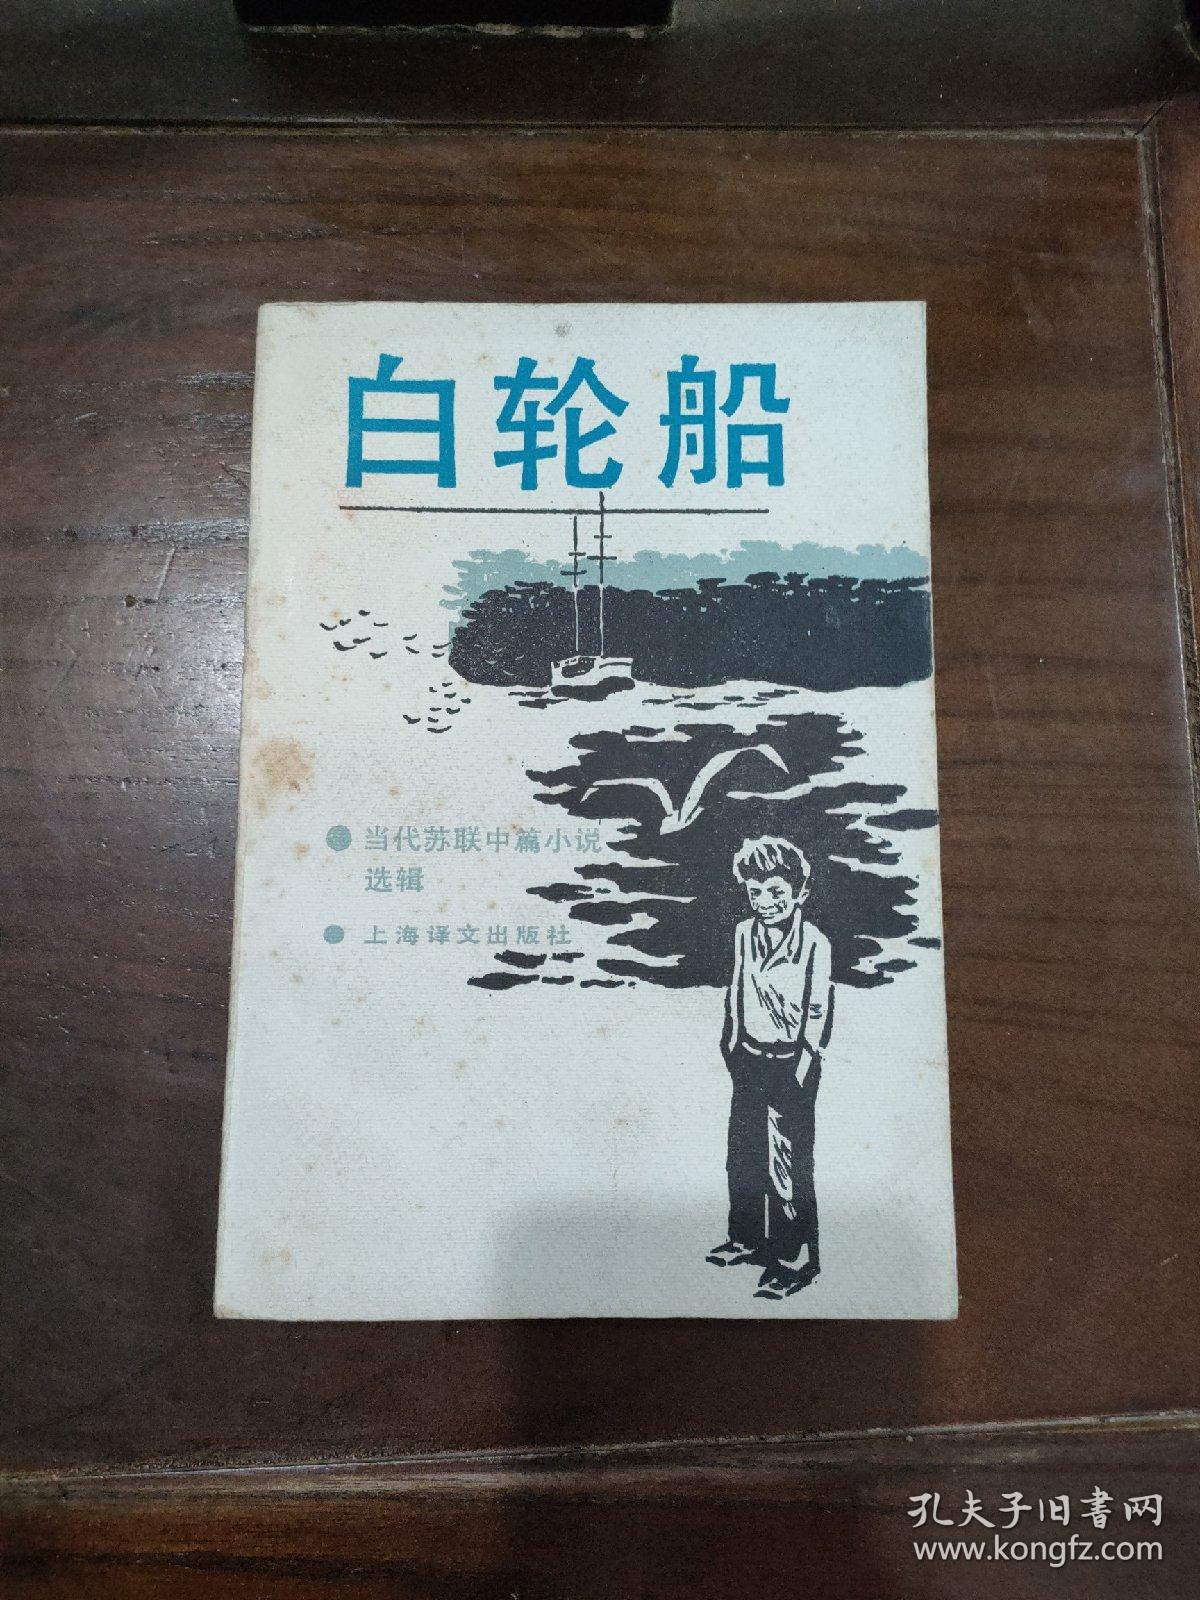 白轮船
当代苏联中篇小说
选辑
上海译文出版社
孔夫子旧書网
www.kongfz.com